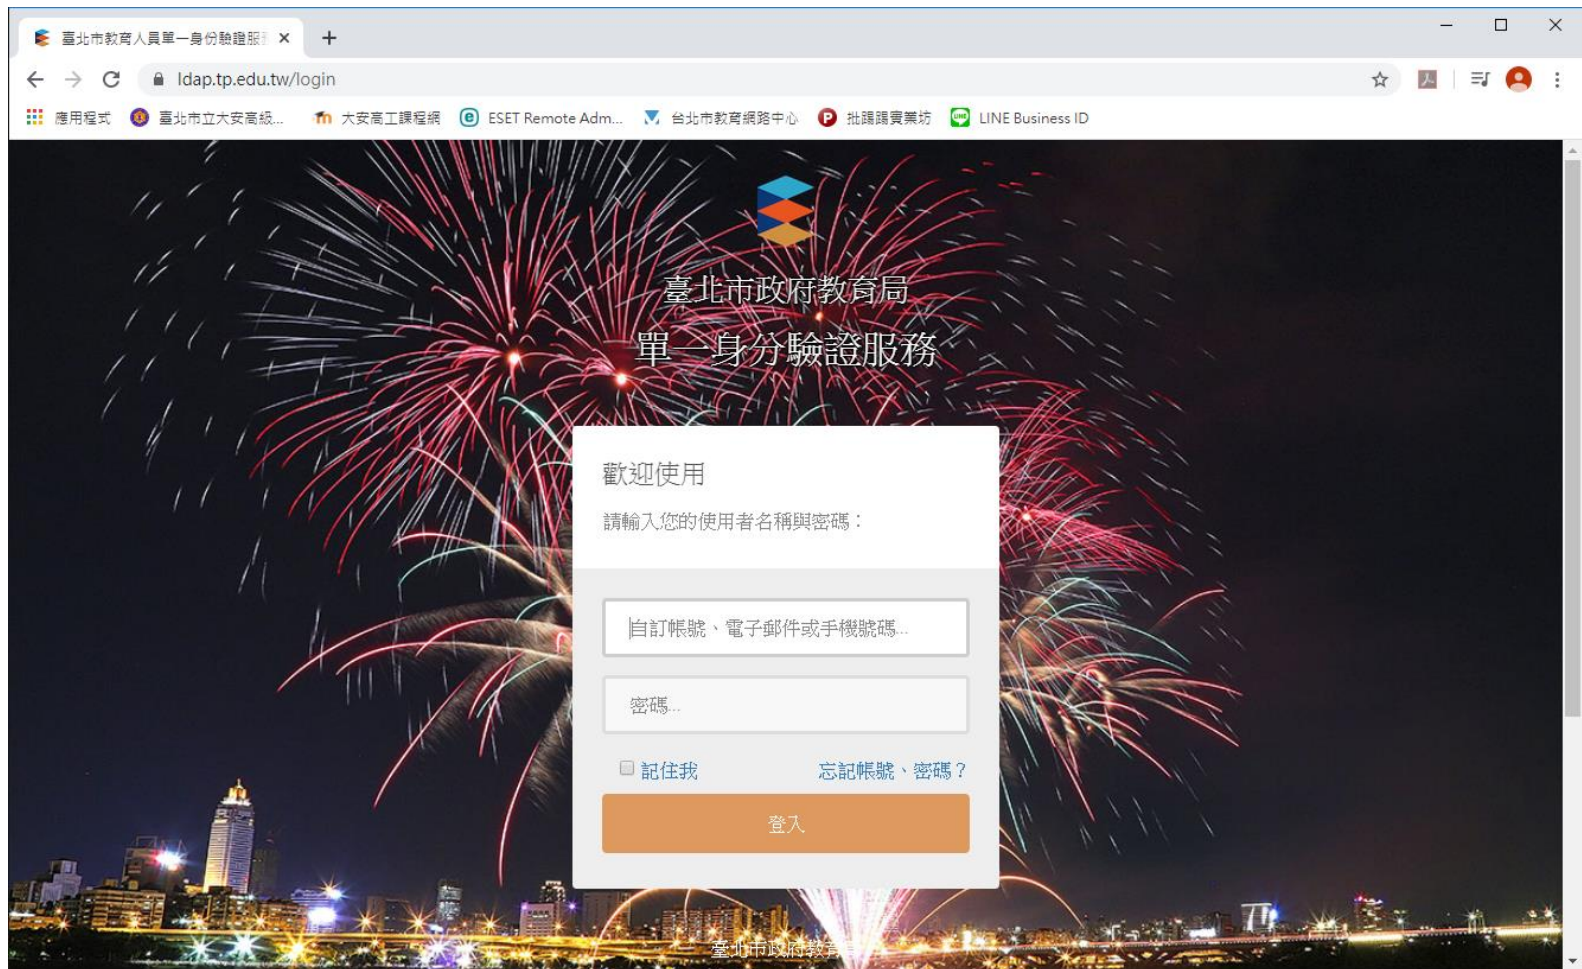 臺北市教育人員單一身份驗證服
ldap.tp.edu.tw/login
應用程式 臺北市立大安高級... 大安高工課程網 ESET Remote Adm... 台北市教育網路中心 批踢踢實業坊 LINE Business ID
臺北市政府教育局
單一身分驗證服務
歡迎使用
請輸入您的使用者名稱與密碼：
自訂帳號、電子郵件或手機號碼...
密碼...
記住我 忘記帳號、密碼？
登入
臺北市政府教育